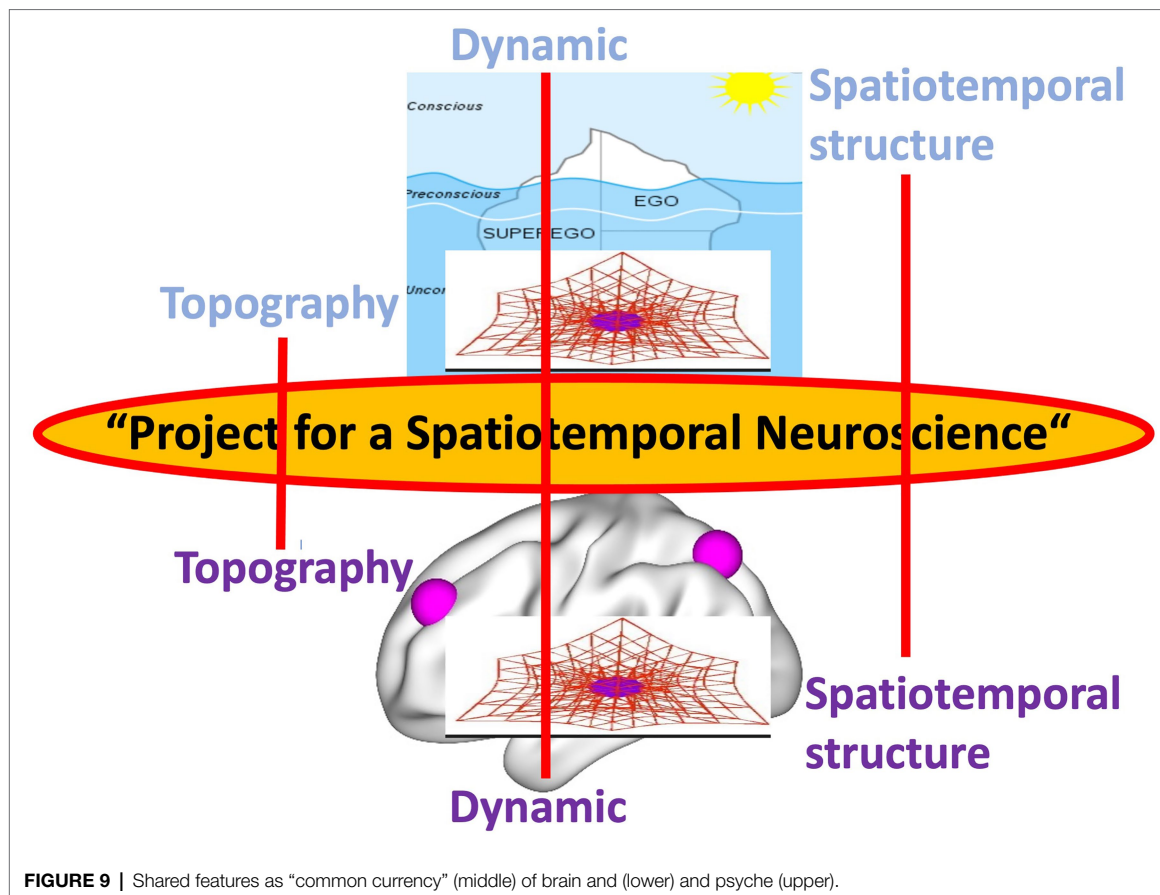 Dynamic
Spatiotemporal
structure
Conscious
Preconscious
EGO
SUPEREGO
Uncon
Topography
“Project for a Spatiotemporal Neuroscience“
Topography
Spatiotemporal
structure
Dynamic
FIGURE 9 | Shared features as “common currency” (middle) of brain and (lower) and psyche (upper).